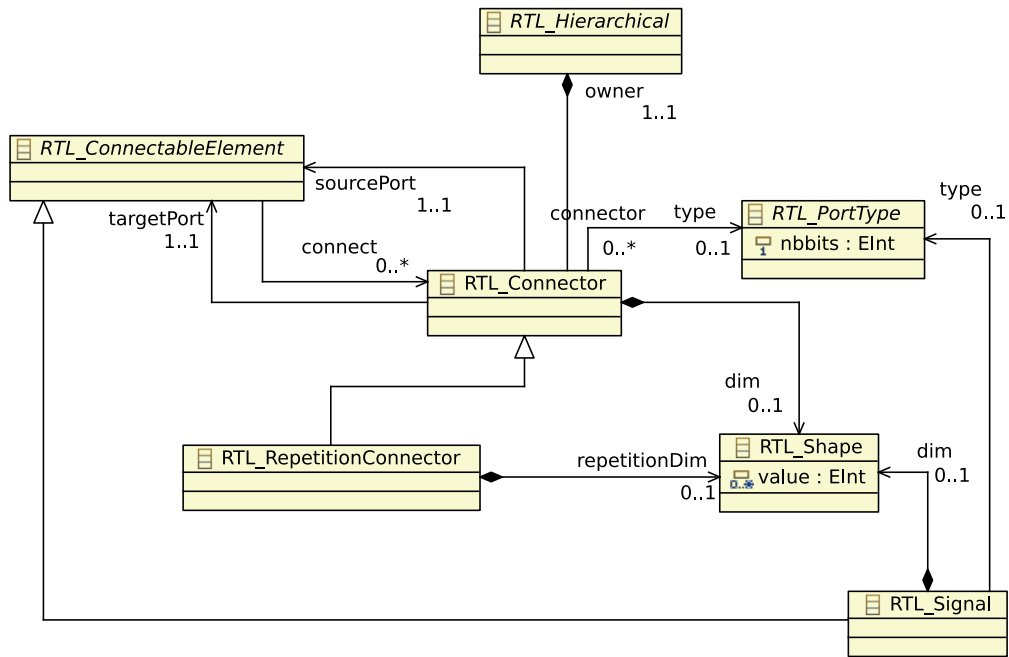 RTL_Hierarchical
owner
1..1
RTL_ConnectableElement
sourcePort
1..1
targetPort
1..1
connect
0..*
connector
0..*
type
0..1
type
0..1
RTL_PortType
1
nbbits : EInt
RTL_Connector
dim
0..1
RTL_RepetitionConnector
repetitionDim
0..1
RTL_Shape
0..*
value : EInt
dim
0..1
RTL_Signal